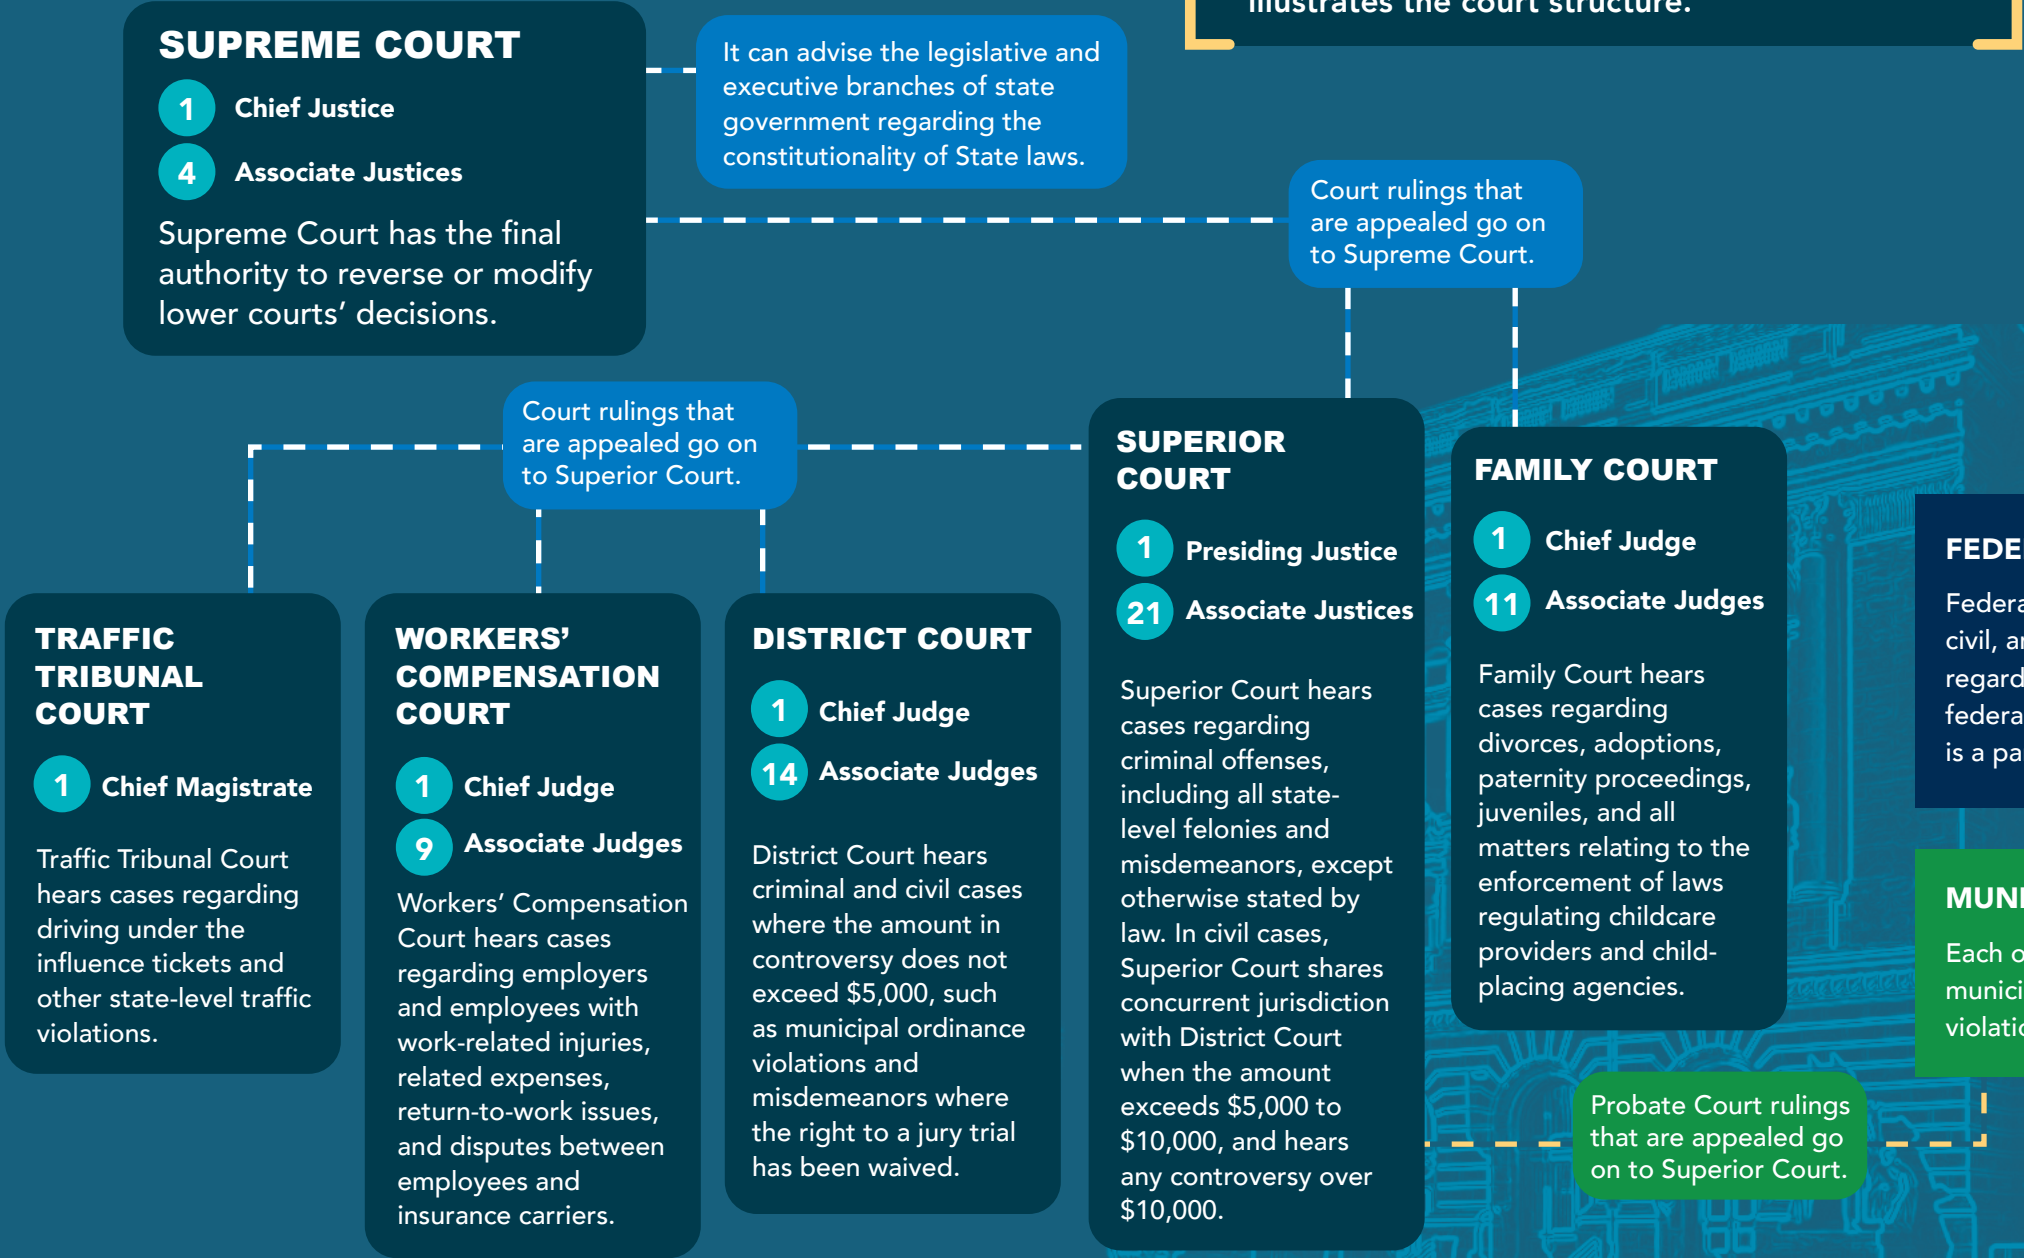 illustrates the court structure.
SUPREME COURT
1 Chief Justice
4 Associate Justices
Supreme Court has the final
authority to reverse or modify
lower courts’ decisions.
It can advise the legislative and
executive branches of state
government regarding the
constitutionality of State laws.
Court rulings that
are appealed go on
to Supreme Court.
Court rulings that
are appealed go on
to Superior Court.
TRAFFIC
TRIBUNAL
COURT
1 Chief Magistrate
Traffic Tribunal Court
hears cases regarding
driving under the
influence tickets and
other state-level traffic
violations.
WORKERS’
COMPENSATION
COURT
1 Chief Judge
9 Associate Judges
Workers’ Compensation
Court hears cases
regarding employers
and employees with
work-related injuries,
related expenses,
return-to-work issues,
and disputes between
employees and
insurance carriers.
DISTRICT COURT
1 Chief Judge
14 Associate Judges
District Court hears
criminal and civil cases
where the amount in
controversy does not
exceed $5,000, such
as municipal ordinance
violations and
misdemeanors where
the right to a jury trial
has been waived.
SUPERIOR
COURT
1 Presiding Justice
21 Associate Justices
Superior Court hears
cases regarding
criminal offenses,
including all state-
level felonies and
misdemeanors, except
otherwise stated by
law. In civil cases,
Superior Court shares
concurrent jurisdiction
with District Court
when the amount
exceeds $5,000 to
$10,000, and hears
any controversy over
$10,000.
FAMILY COURT
1 Chief Judge
11 Associate Judges
Family Court hears
cases regarding
divorces, adoptions,
paternity proceedings,
juveniles, and all
matters relating to the
enforcement of laws
regulating childcare
providers and child-
placing agencies.
civil,
is a
Each
Probate Court rulings
that are appealed go
on to Superior Court.